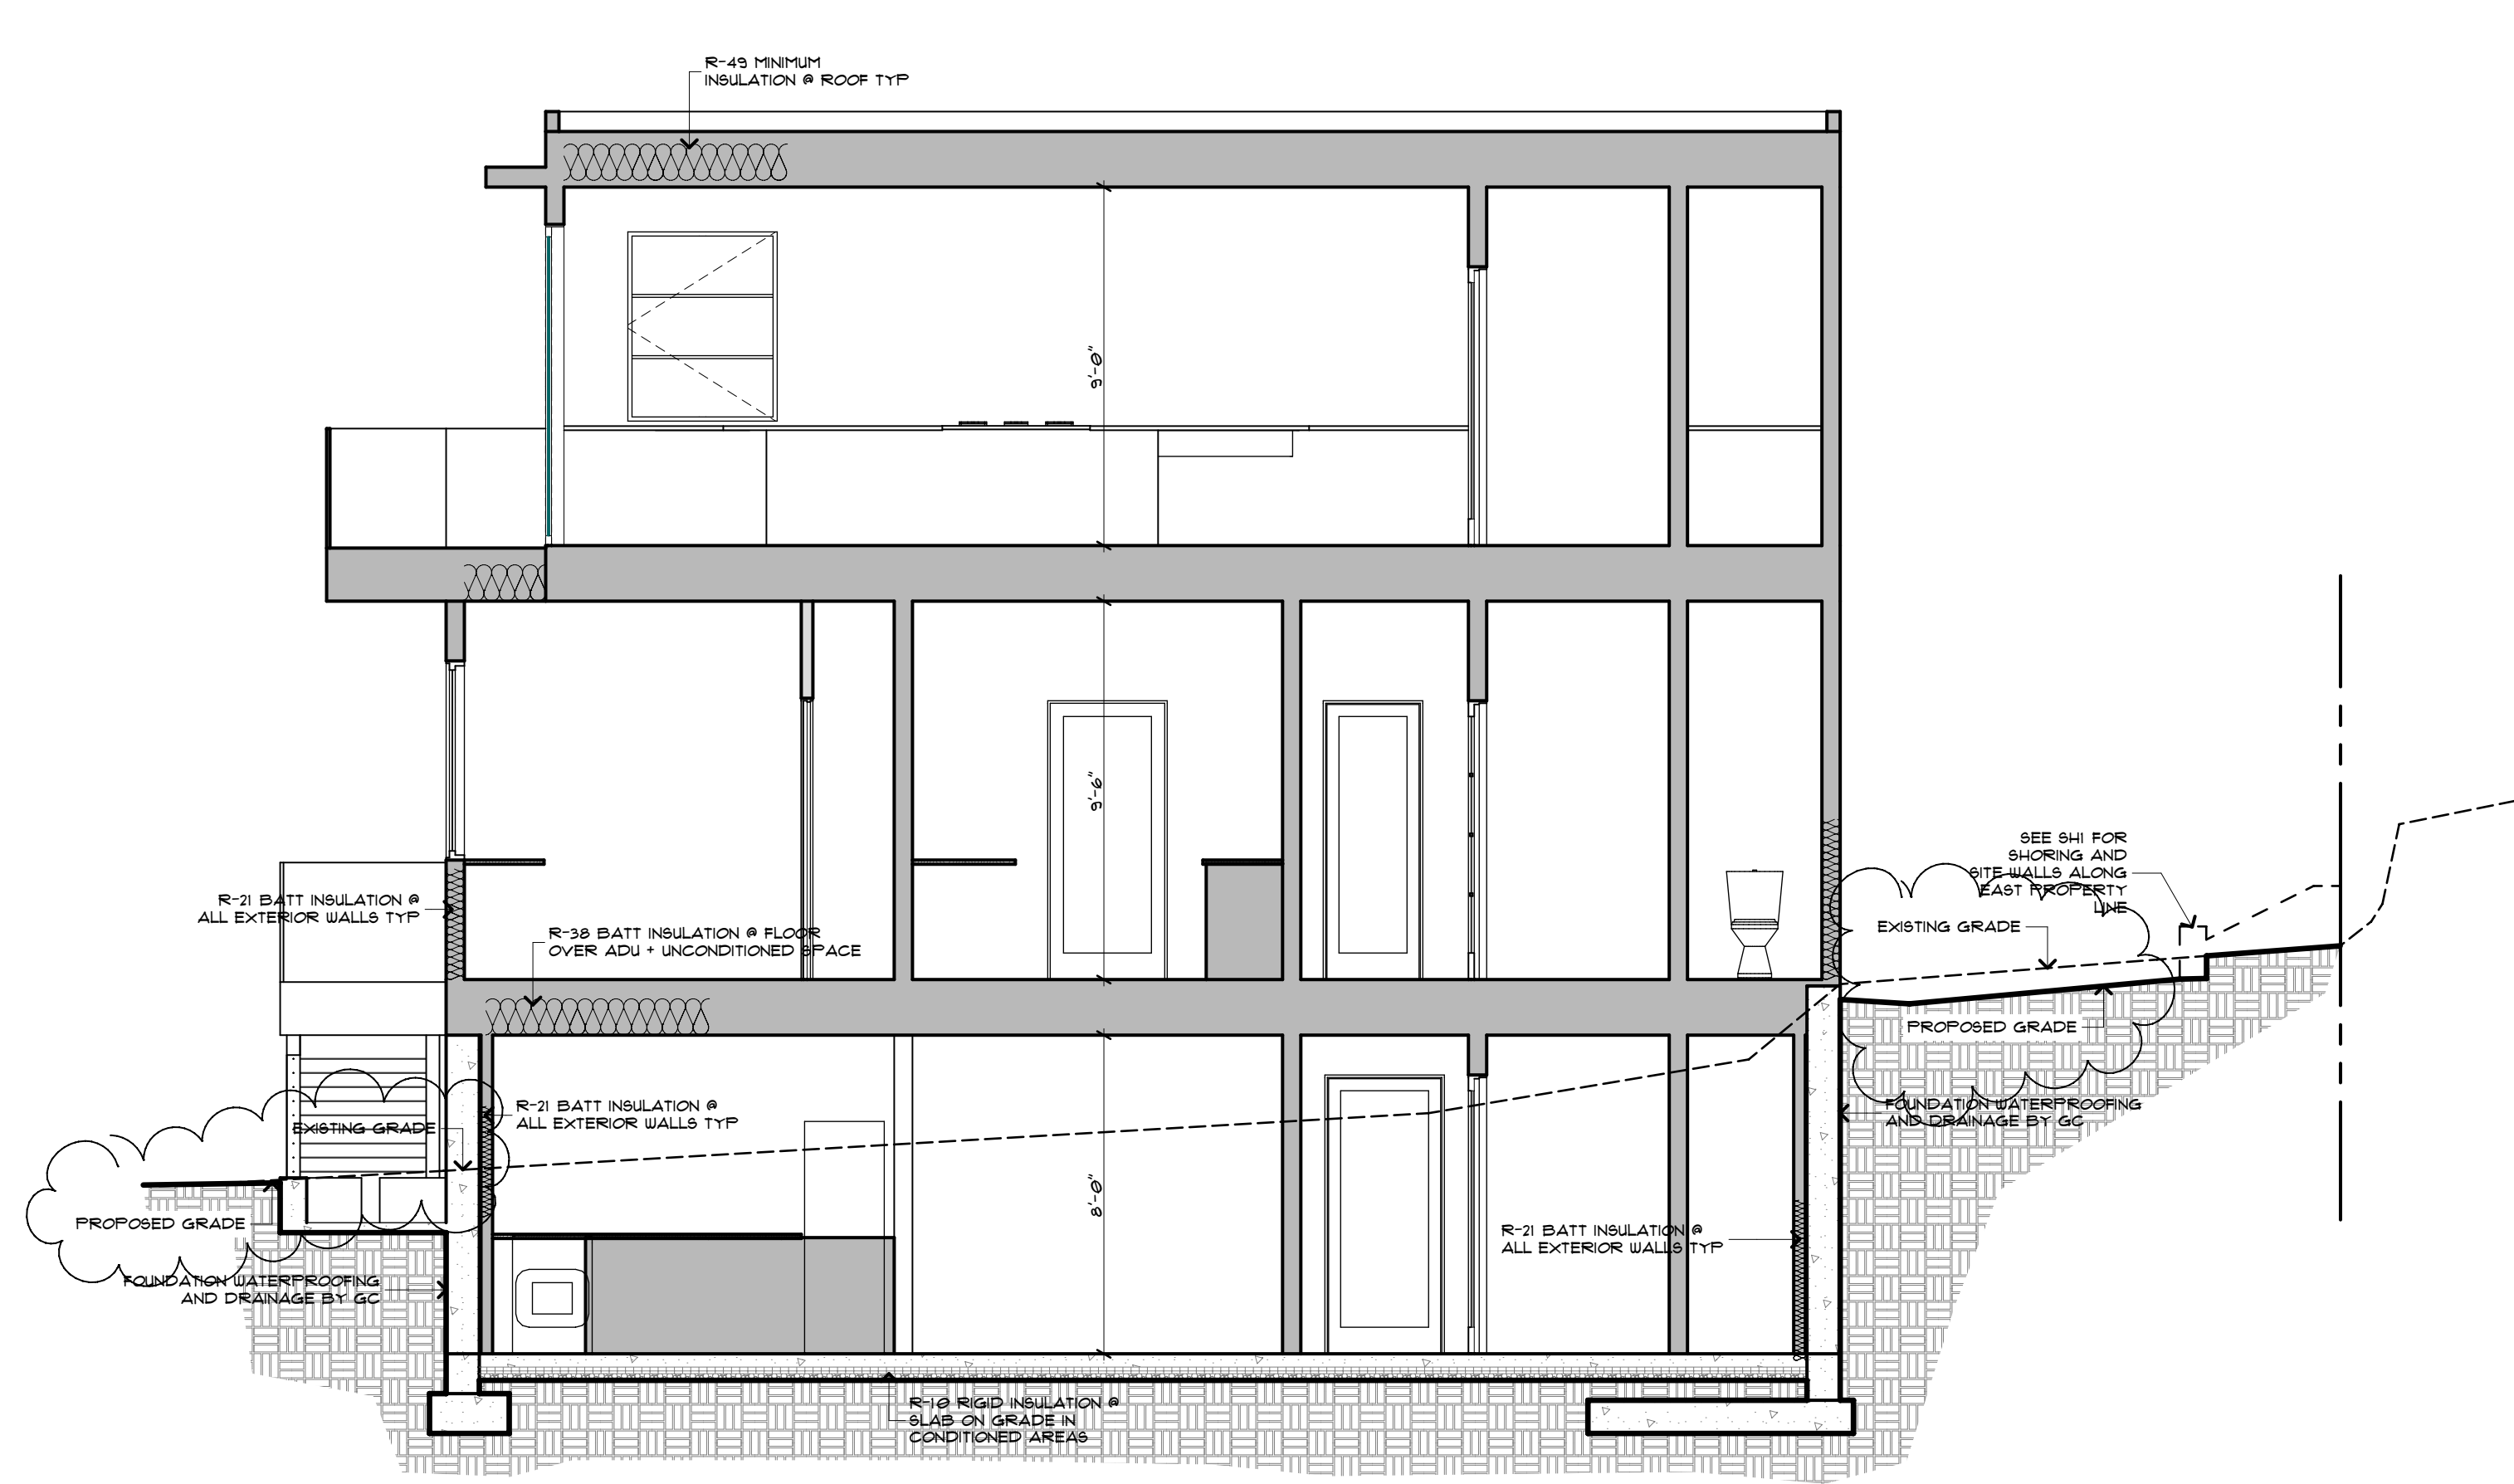 R-49 MINIMUM
INSULATION @ ROOF TYP
9'-0"
9'-6"
SEE SH1 FOR
SHORING AND
SITE WALLS ALONG
EAST PROPERTY
LINE
R-21 BATT INSULATION @
ALL EXTERIOR WALLS TYP
EXISTING GRADE
R-38 BATT INSULATION @ FLOOR
OVER ADU + UNCONDITIONED SPACE
PROPOSED GRADE
R-21 BATT INSULATION @
ALL EXTERIOR WALLS TYP
FOUNDATION WATERPROOFING
AND DRAINAGE BY GC
EXISTING GRADE
8'-0"
PROPOSED GRADE
R-21 BATT INSULATION @
ALL EXTERIOR WALLS TYP
FOUNDATION WATERPROOFING
AND DRAINAGE BY GC
R-10 RIGID INSULATION @
SLAB ON GRADE IN
CONDITIONED AREAS